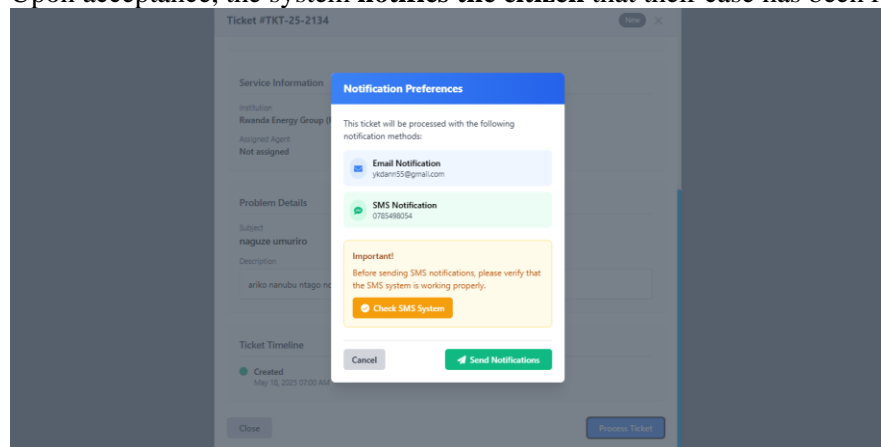 Upon acceptance, the system notifies the citizen that their case has been
Ticket #TKT-25-2134
New
Service Information
Institution
Rwanda Energy Group (
Assigned Agent
Not assigned
Problem Details
Subject
naguze umuriro
Description
ariko nanubu ntago
Ticket Timeline
Created
May 18, 2025 07:00 AM
Close
Process Ticket
Notification Preferences
This ticket will be processed with the following
notification methods:
Email Notification
ykdann55@gmail.com
SMS Notification
0785498054
Important!
Before sending SMS notifications, please verify that
the SMS system is working properly.
Check SMS System
Cancel
Send Notifications